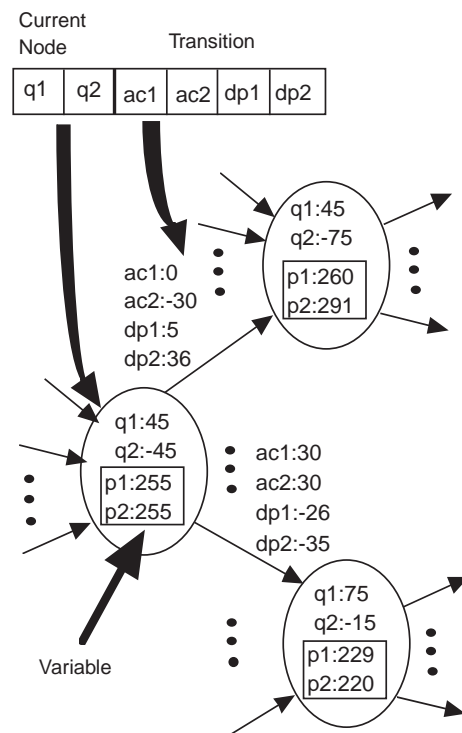 Current
Node
Transition
q1 q2 ac1 ac2 dp1 dp2
q1:45
q2:-75
p1:260
p2:291
ac1:0
ac2:-30
dp1:5
dp2:36
q1:45
q2:-45
p1:255
p2:255
ac1:30
ac2:30
dp1:-26
dp2:-35
q1:75
q2:-15
p1:229
p2:220
Variable